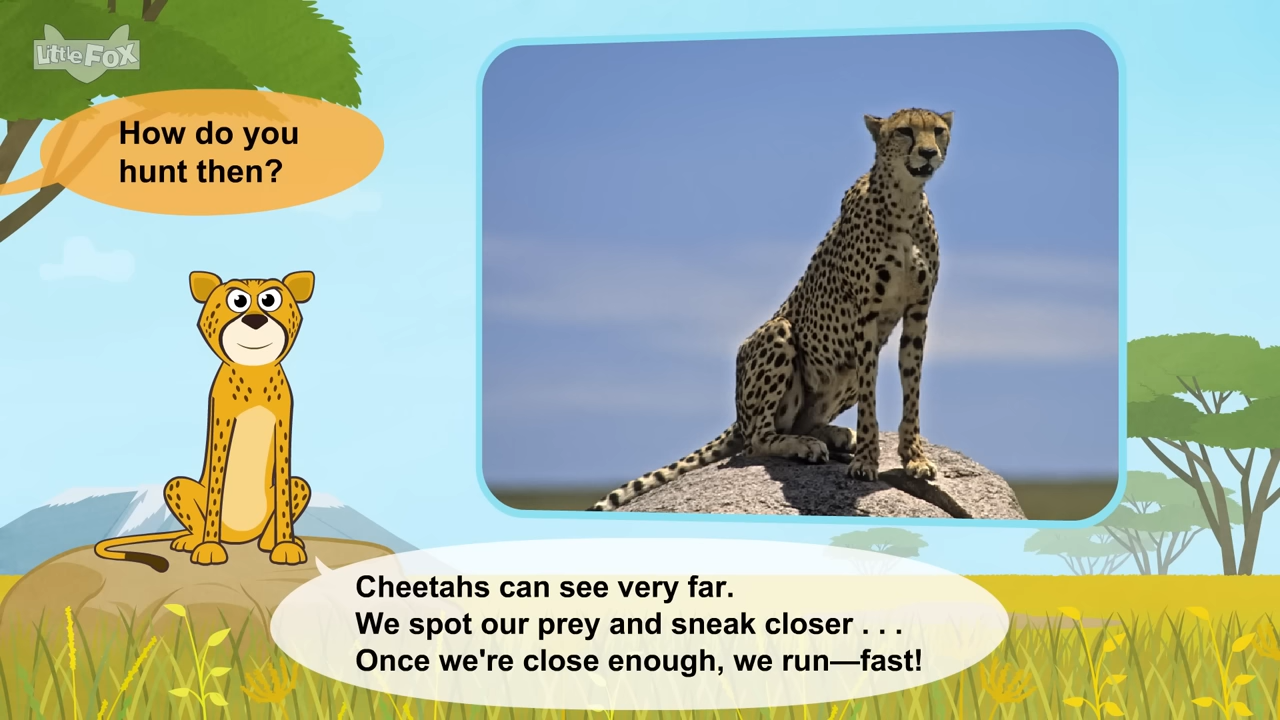 Little Fox
How do you
hunt then?
Cheetahs can see very far.
We spot our prey and sneak closer . . .
Once we're close enough, we run—fast!